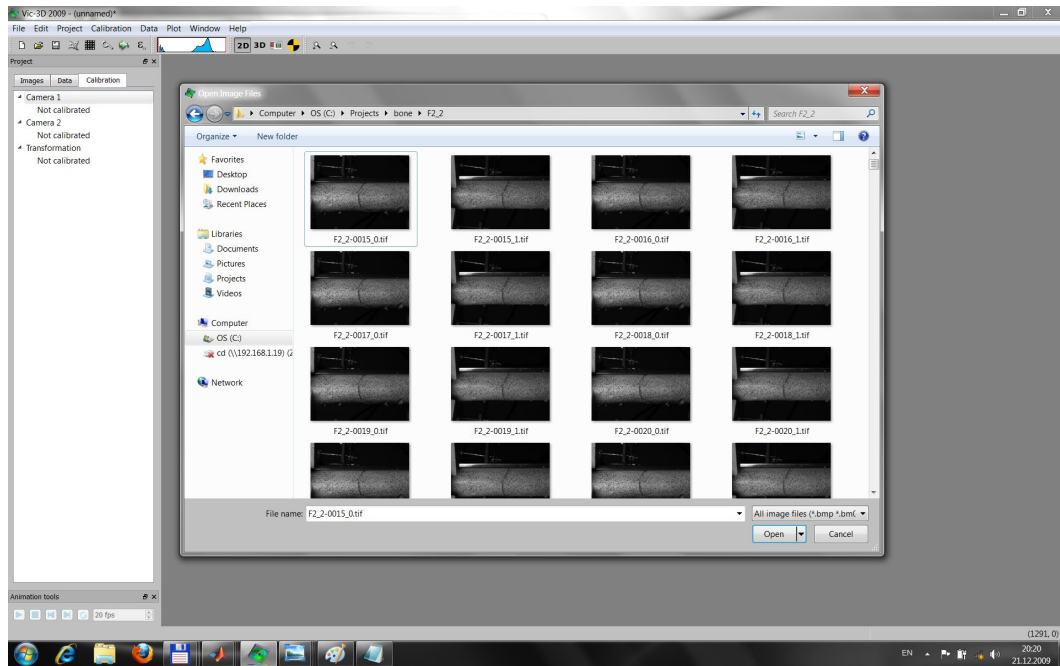 Vic-3D 2009 - (unnamed)*
File Edit Project Calibration Data Plot Window Help
2D 3D
Project
Images Data Calibration
Camera 1
Not calibrated
Camera 2
Not calibrated
Transformation
Not calibrated
Open Image Files
Computer OS (C:) Projects bone F2_2
Search F2_2
Organize New folder
Favorites
Desktop
Downloads
Recent Places
Libraries
Documents
Pictures
Projects
Videos
Computer
OS (C:)
cd (\\192.168.1.19) (Z
Network
F2_2-0015_0.tif F2_2-0015_1.tif F2_2-0016_0.tif F2_2-0016_1.tif
F2_2-0017_0.tif F2_2-0017_1.tif F2_2-0018_0.tif F2_2-0018_1.tif
F2_2-0019_0.tif F2_2-0019_1.tif F2_2-0020_0.tif F2_2-0020_1.tif
File name: F2_2-0015_0.tif
All image files (*.bmp *.bm
Open Cancel
Animation tools
20 fps
(1291, 0)
EN
20:20
21.12.2009